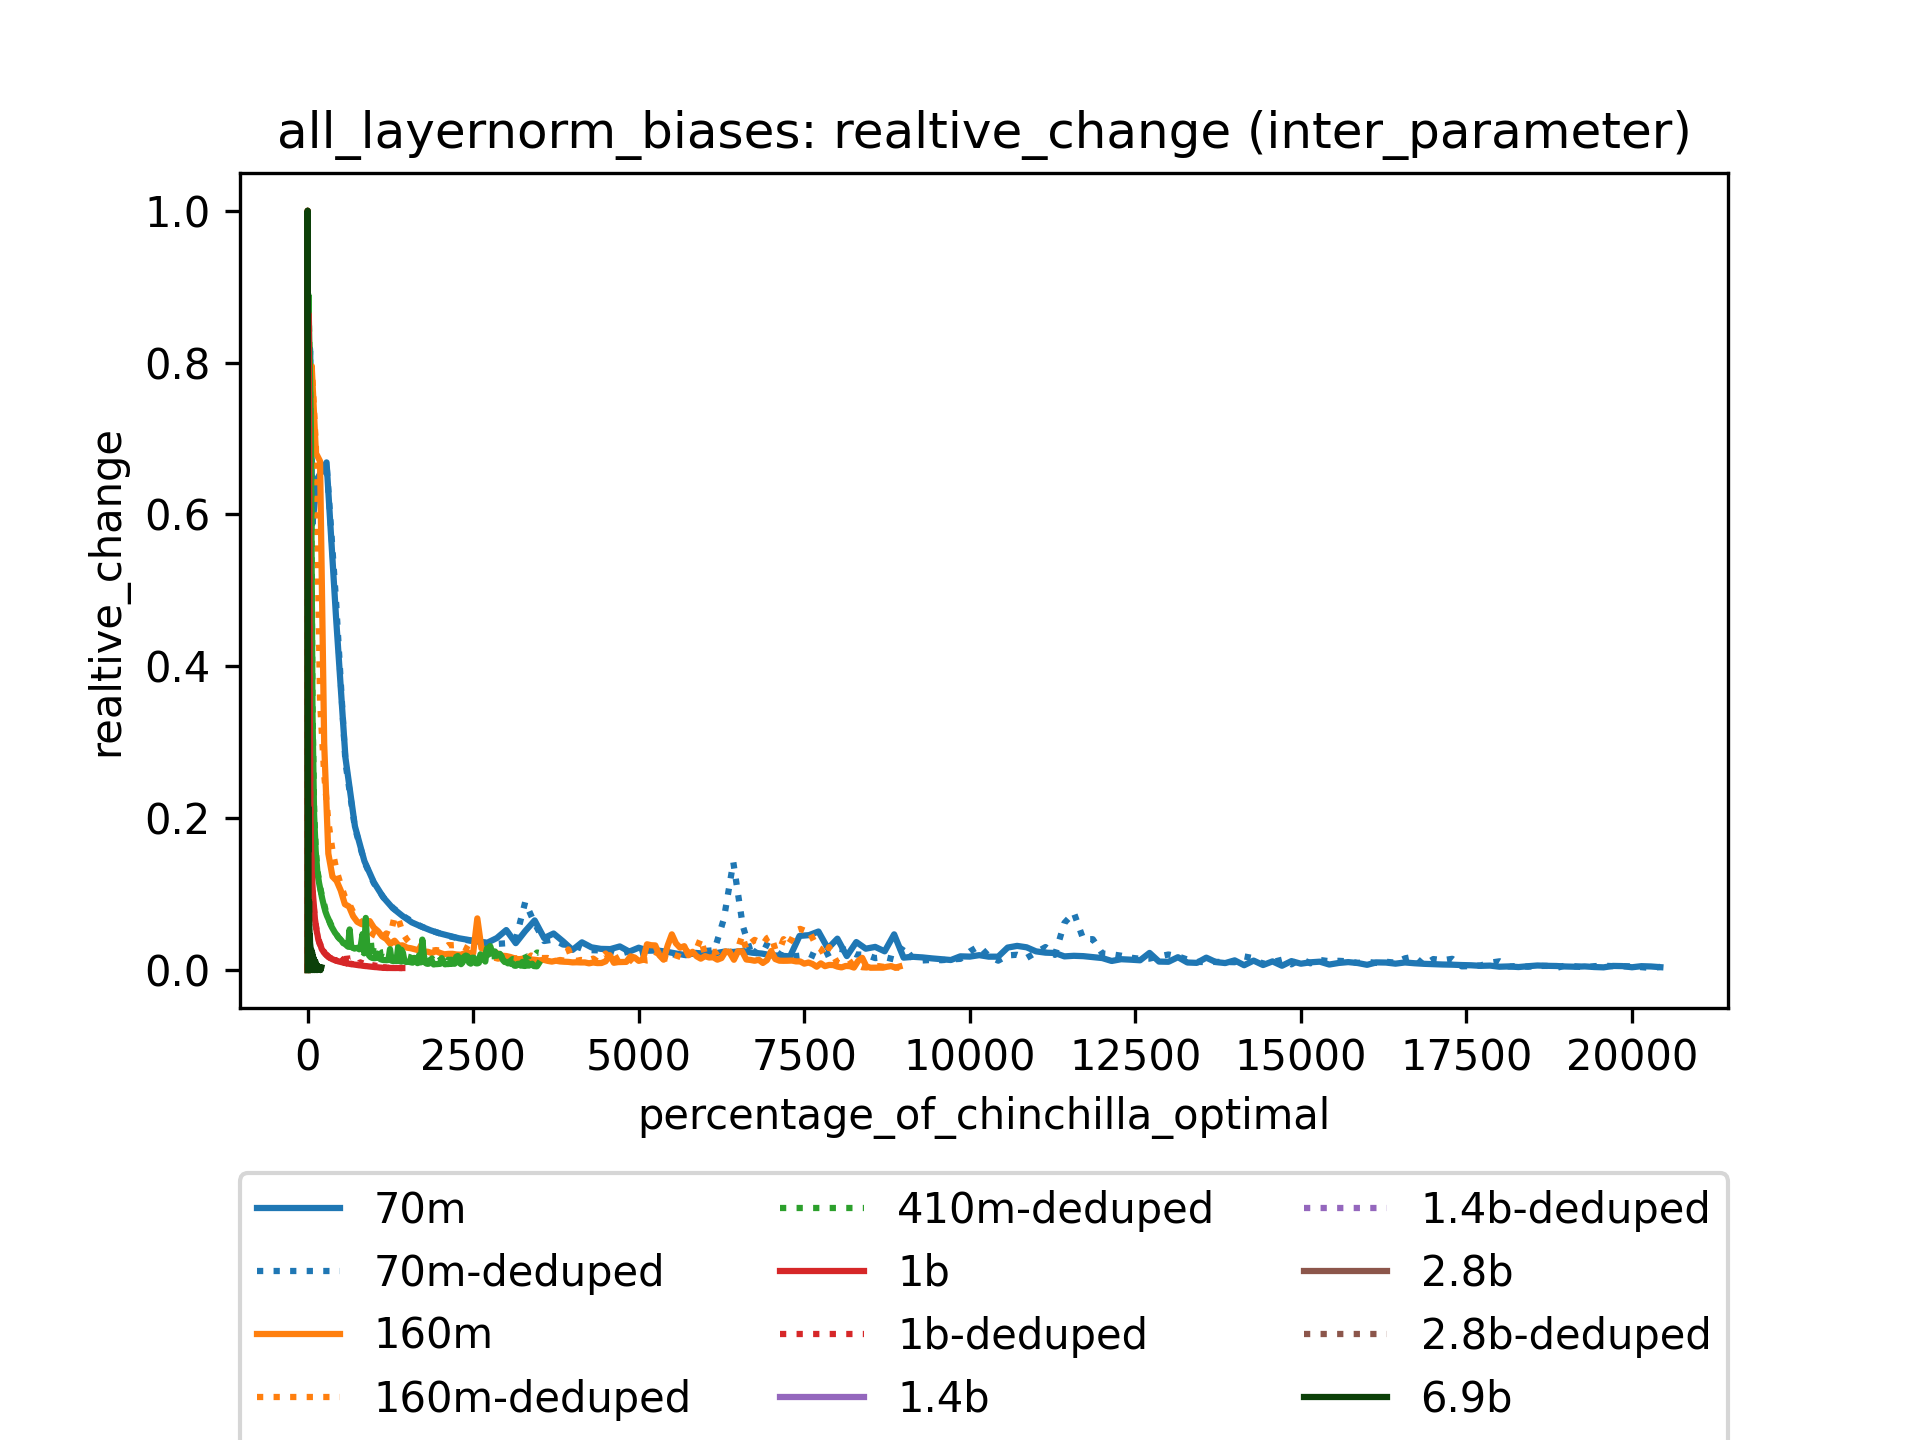 all_layernorm_biases: realtive_change (inter_parameter)
1.0
0.8
0.6
0.4
0.2
0.0
realtive_change
0 2500 5000 7500 10000 12500 15000 17500 20000
percentage_of_chinchilla_optimal
70m
70m-deduped
160m
160m-deduped
410m-deduped
1b
1b-deduped
1.4b
1.4b-deduped
2.8b
2.8b-deduped
6.9b